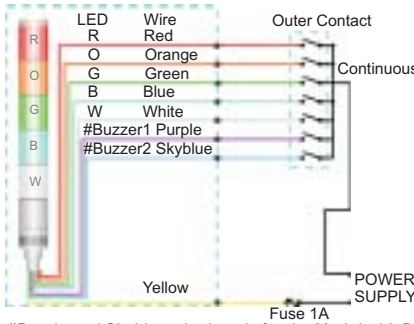 LED Wire Outer Contact
R Red
R
O Orange
Continuous
O
G Green
B Blue
G
W White
#Buzzer1 Purple
B
#Buzzer2 Skyblue
W
POWER
Yellow
SUPPLY
Fuse 1A